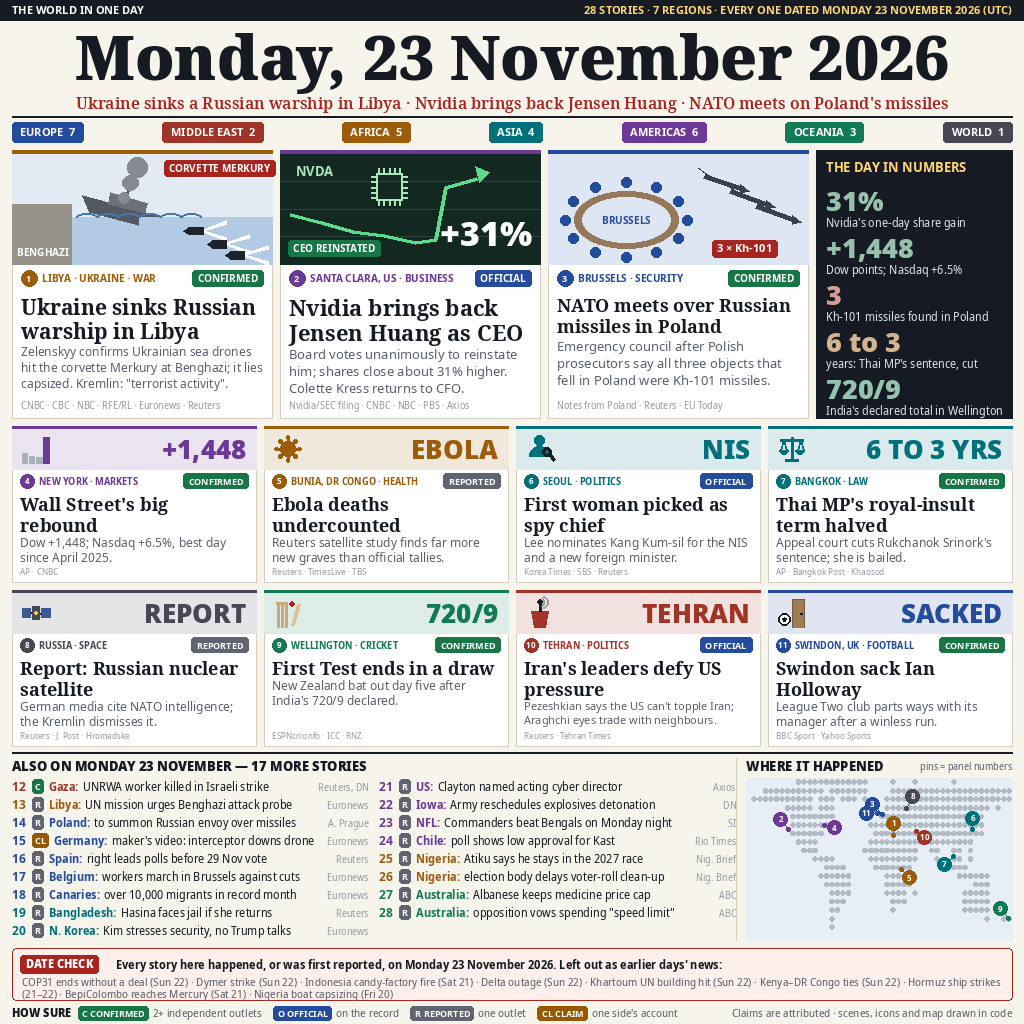 THE WORLD IN ONE DAY
28 STORIES · 7 REGIONS · EVERY ONE DATED MONDAY 23 NOVEMBER 2026 (UTC)
Monday, 23 November 2026
Ukraine sinks a Russian warship in Libya · Nvidia brings back Jensen Huang · NATO meets on Poland's missiles
EUROPE 7
MIDDLE EAST 2
AFRICA 5
ASIA 4
AMERICAS 6
OCEANIA 3
WORLD 1
CORVETTE MERKURY
BENGHAZI
1 LIBYA · UKRAINE · WAR
CONFIRMED
Ukraine sinks Russian
warship in Libya
Zelenskyy confirms Ukrainian sea drones
hit the corvette Merkury at Benghazi; it lies
capsized. Kremlin: "terrorist activity".
CNBC · CBC · NBC · RFE/RL · Euronews · Reuters
NVDA
+31%
CEO REINSTATED
2 SANTA CLARA, US · BUSINESS
OFFICIAL
Nvidia brings back
Jensen Huang as CEO
Board votes unanimously to reinstate
him; shares close about 31% higher.
Colette Kress returns to CFO.
Nvidia/SEC filing · CNBC · NBC · PBS · Axios
BRUSSELS
3 × Kh-101
3 BRUSSELS · SECURITY
CONFIRMED
NATO meets over Russian
missiles in Poland
Emergency council after Polish
prosecutors say all three objects that
fell in Poland were Kh-101 missiles.
Notes from Poland · Reuters · EU Today
THE DAY IN NUMBERS
31%
Nvidia's one-day share gain
+1,448
Dow points; Nasdaq +6.5%
3
Kh-101 missiles found in Poland
6 to 3
years: Thai MP's sentence, cut
720/9
India's declared total in Wellington
+1,448
4 NEW YORK · MARKETS
CONFIRMED
Wall Street's big
rebound
Dow +1,448; Nasdaq +6.5%, best day
since April 2025.
AP · CNBC
EBOLA
5 BUNIA, DR CONGO · HEALTH
REPORTED
Ebola deaths
undercounted
Reuters satellite study finds far more
new graves than official tallies.
Reuters · TimesLive · TBS
NIS
6 SEOUL · POLITICS
OFFICIAL
First woman picked as
spy chief
Lee nominates Kang Kum-sil for the NIS
and a new foreign minister.
Korea Times · SBS · Reuters
6 TO 3 YRS
7 BANGKOK · LAW
CONFIRMED
Thai MP's royal-insult
term halved
Appeal court cuts Rukchanok Srinork's
sentence; she is bailed.
AP · Bangkok Post · Khaosod
REPORT
8 RUSSIA · SPACE
REPORTED
Report: Russian nuclear
satellite
German media cite NATO intelligence;
the Kremlin dismisses it.
Reuters · J. Post · Hromadske
720/9
9 WELLINGTON · CRICKET
CONFIRMED
First Test ends in a draw
New Zealand bat out day five after
India's 720/9 declared.
ESPNcricinfo · ICC · RNZ
TEHRAN
10 TEHRAN · POLITICS
OFFICIAL
Iran's leaders defy US
pressure
Pezeshkian says the US can't topple Iran;
Araghchi eyes trade with neighbours.
Reuters · Tehran Times
SACKED
11 SWINDON, UK · FOOTBALL
CONFIRMED
Swindon sack Ian
Holloway
League Two club parts ways with its
manager after a winless run.
BBC Sport · Yahoo Sports
ALSO ON MONDAY 23 NOVEMBER — 17 MORE STORIES
12 C Gaza: UNRWA worker killed in Israeli strike Reuters, DN
13 R Libya: UN mission urges Benghazi attack probe Euronews
14 R Poland: to summon Russian envoy over missiles A. Prague
15 CL Germany: maker's video: interceptor downs drone Euronews
16 R Spain: right leads polls before 29 Nov vote Reuters
17 R Belgium: workers march in Brussels against cuts Euronews
18 R Canaries: over 10,000 migrants in record month Euronews
19 R Bangladesh: Hasina faces jail if she returns Reuters
20 R N. Korea: Kim stresses security, no Trump talks Euronews
21 R US: Clayton named acting cyber director Axios
22 R Iowa: Army reschedules explosives detonation DN
23 R NFL: Commanders beat Bengals on Monday night SI
24 R Chile: poll shows low approval for Kast Rio Times
25 R Nigeria: Atiku says he stays in the 2027 race Nig. Brief
26 R Nigeria: election body delays voter-roll clean-up Nig. Brief
27 R Australia: Albanese keeps medicine price cap ABC
28 R Australia: opposition vows spending "speed limit" ABC
WHERE IT HAPPENED
pins = panel numbers
2
4
3
11
8
1
10
6
7
5
9
DATE CHECK
Every story here happened, or was first reported, on Monday 23 November 2026. Left out as earlier days' news:
COP31 ends without a deal (Sun 22) · Dymer strike (Sun 22) · Indonesia candy-factory fire (Sat 21) · Delta outage (Sun 22) · Khartoum UN building hit (Sun 22) · Kenya–DR Congo ties (Sun 22) · Hormuz ship strikes
(21–22) · BepiColombo reaches Mercury (Sat 21) · Nigeria boat capsizing (Fri 20)
HOW SURE
C CONFIRMED 2+ independent outlets
O OFFICIAL on the record
R REPORTED one outlet
CL CLAIM one side's account
Claims are attributed · scenes, icons and map drawn in code